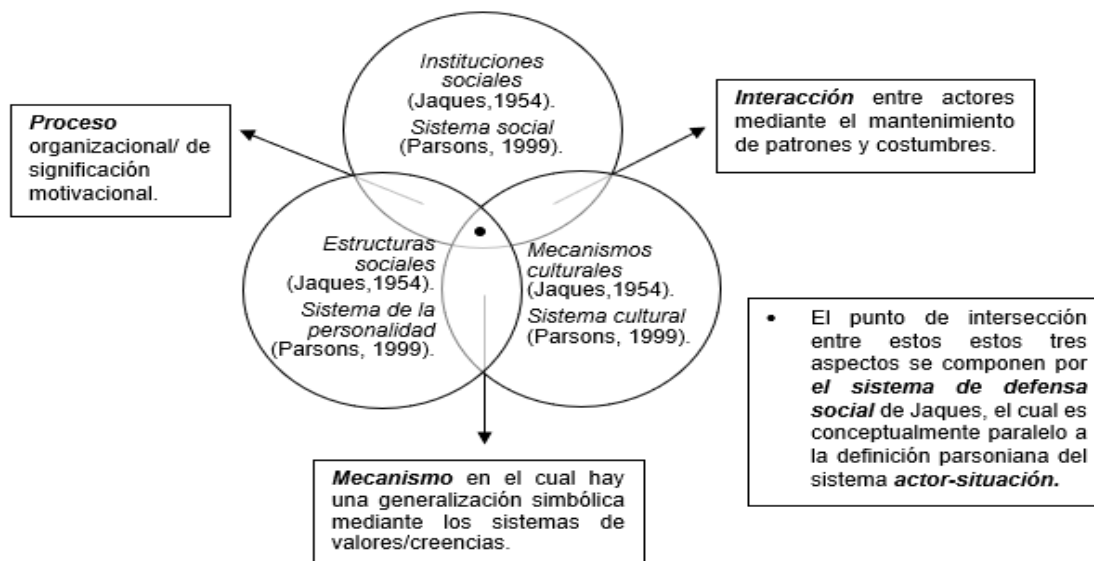 Instituciones
sociales
(Jaques,1954).
Sistema social
(Parsons, 1999).
Proceso
organizacional/ de
significación
motivacional.
Interacción entre actores
mediante el mantenimiento
de patrones y costumbres.
Estructuras
sociales
(Jaques,1954).
Sistema de la
personalidad
(Parsons, 1999).
Mecanismos
culturales
(Jaques,1954).
Sistema cultural
(Parsons, 1999).
• El punto de intersección
entre estos estos tres
aspectos se componen por
el sistema de defensa
social de Jaques, el cual es
conceptualmente paralelo a
la definición parsoniana del
sistema actor-situación.
Mecanismo en el cual hay
una generalización simbólica
mediante los sistemas de
valores/creencias.